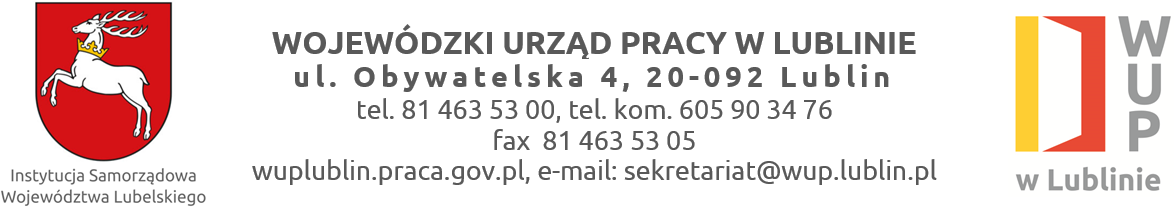 WOJEWÓDZKI URZĄD PRACY W LUBLINIE
ul. Obywatelska 4, 20-092 Lublin
tel. 81 463 53 00, tel. kom. 605 90 34 76
fax 81 463 53 05
wuplublin.praca.gov.pl, e-mail: sekretariat@wup.lublin.pl
Instytucja Samorządowa
Województwa Lubelskiego
WUP
w Lublinie